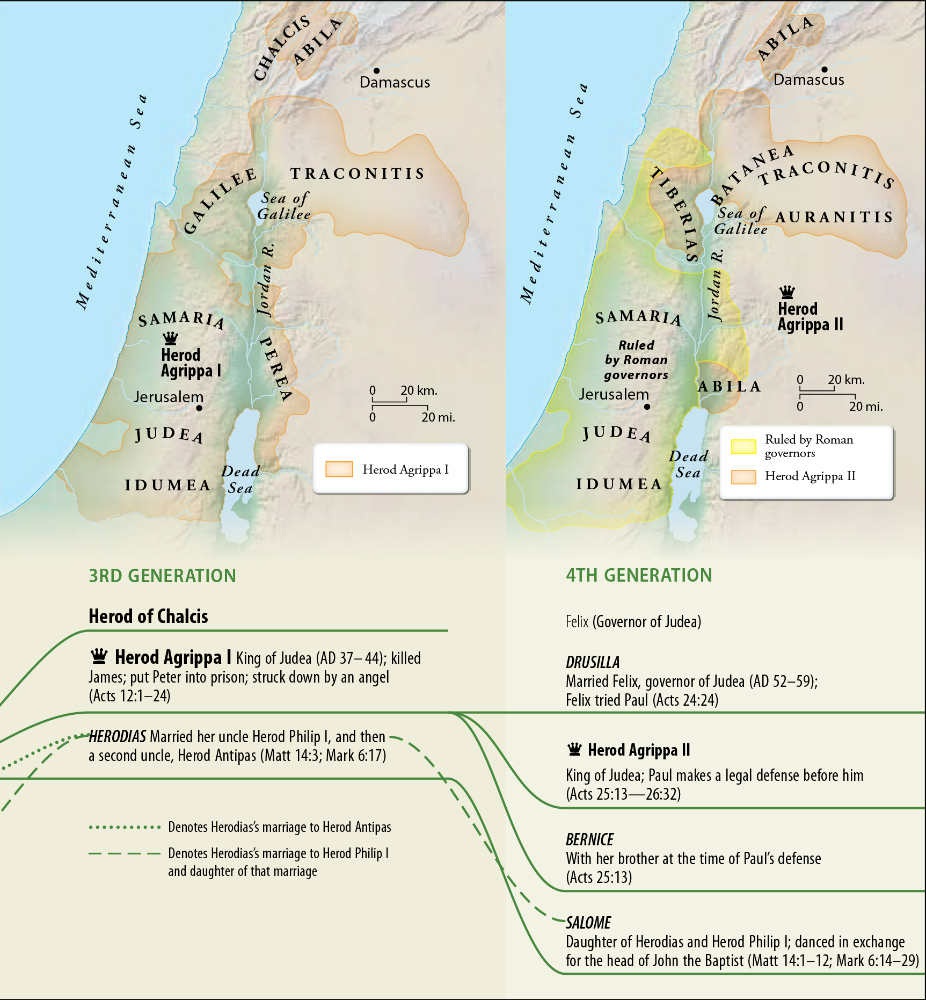 CHALCIS
ABILA
Damascus
Mediterranean Sea
GALILEE
TRACONITIS
Sea of
Galilee
Jordan R.
SAMARIA
Herod
Agrippa I
PEREA
Jerusalem
0 20 km.
0 20 mi.
JUDEA
Dead
Sea
IDUMEA
Herod Agrippa I
ABILA
Damascus
Mediterranean Sea
TIBERIAS
BATANEA
TRACONITIS
Sea of
Galilee
AURANITIS
Jordan R.
SAMARIA
Herod
Agrippa II
Ruled
by Roman
governors
Jerusalem
ABILA
0 20 km.
0 20 mi.
JUDEA
Dead
Sea
IDUMEA
Ruled by Roman
governors
Herod Agrippa II
3RD GENERATION
Herod of Chalcis
Herod Agrippa I King of Judea (AD 37–44); killed
James; put Peter into prison; struck down by an angel
(Acts 12:1–24)
HERODIAS Married her uncle Herod Philip I, and then
a second uncle, Herod Antipas (Matt 14:3; Mark 6:17)
Denotes Herodias's marriage to Herod Antipas
Denotes Herodias's marriage to Herod Philip I
and daughter of that marriage
4TH GENERATION
Felix (Governor of Judea)
DRUSILLA
Married Felix, governor of Judea (AD 52–59);
Felix tried Paul (Acts 24:24)
Herod Agrippa II
King of Judea; Paul makes a legal defense before him
(Acts 25:13—26:32)
BERNICE
With her brother at the time of Paul's defense
(Acts 25:13)
SALOME
Daughter of Herodias and Herod Philip I; danced in exchange
for the head of John the Baptist (Matt 14:1–12; Mark 6:14–29)